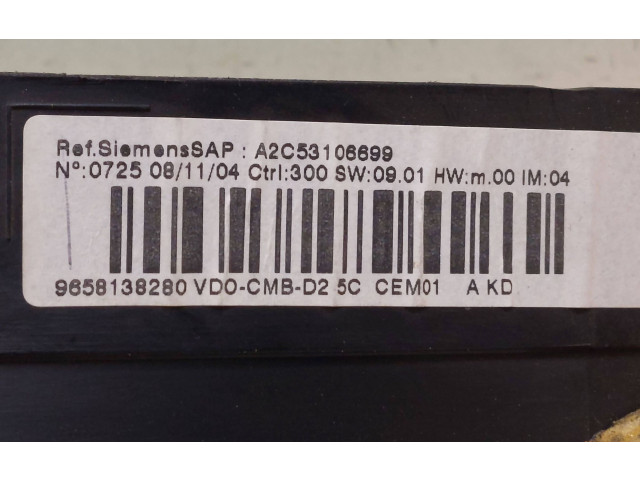 Ref.SiemensSAP : A2C53106699
Nº:0725 08/11/04 Ctrl:300 SW:09.01 HW:m.00 IM:04
9658138280 VDO-CMB-D2 5C CEM01 A KD